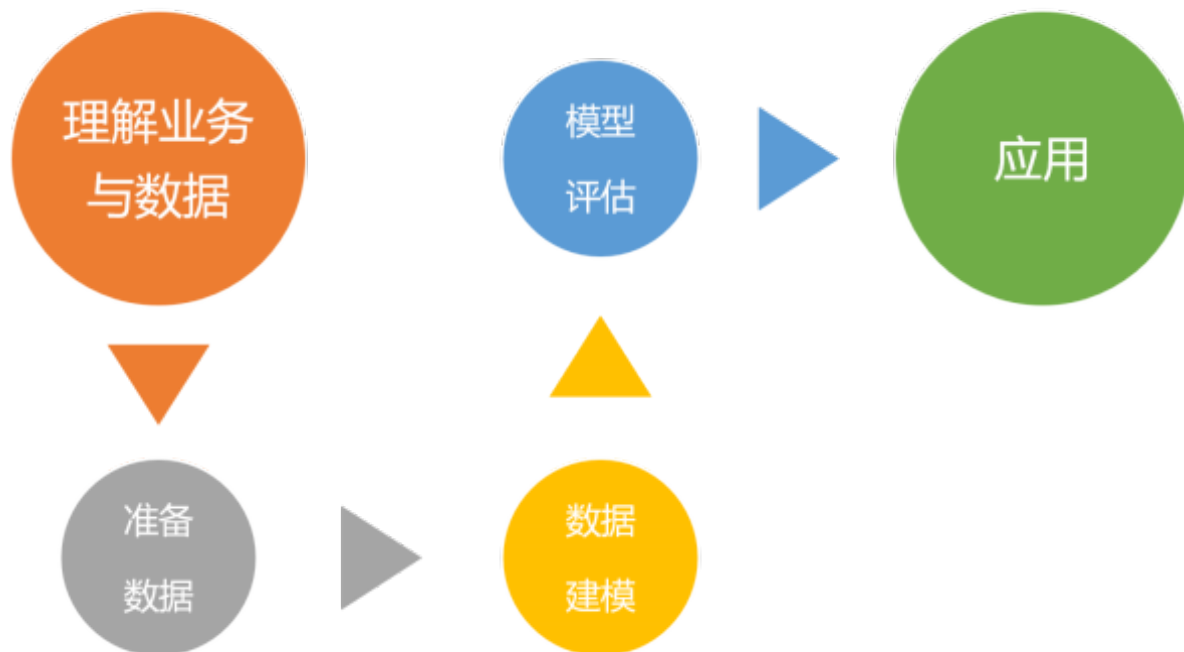 理解业务
与数据
准备
数据
数据
建模
模型
评估
应用